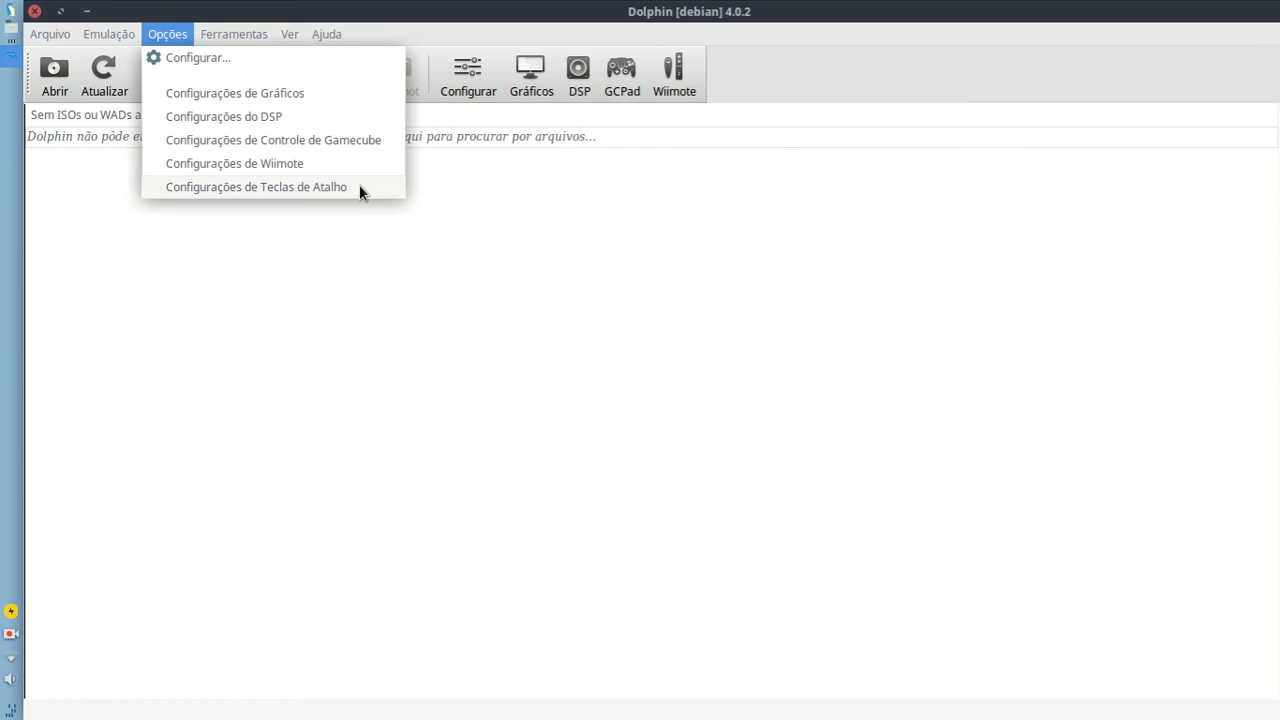 Dolphin [debian] 4.0.2
Arquivo Emulação Opções Ferramentas Ver Ajuda
Configurar...
Configurações de Gráficos
Configurações do DSP
Configurações de Controle de Gamecube
Configurações de Wiimote
Configurações de Teclas de Atalho
Abrir Atualizar Configurar Gráficos DSP GCPad Wiimote
Sem ISOs ou WADs
Dolphin não pôde para procurar por arquivos...